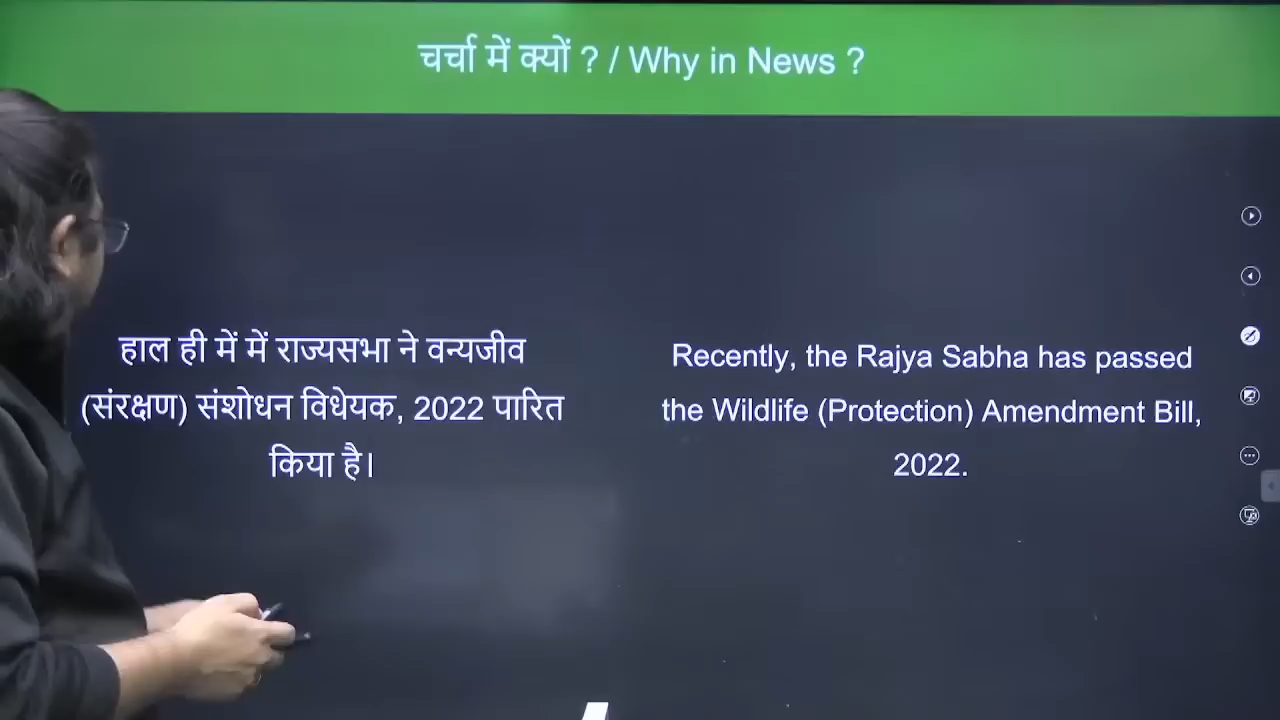 चर्चा में क्यों ? / Why in News ?
हाल ही में में राज्यसभा ने वन्यजीव
(संरक्षण) संशोधन विधेयक, 2022 पारित
किया है।
Recently, the Rajya Sabha has passed
the Wildlife (Protection) Amendment Bill,
2022.